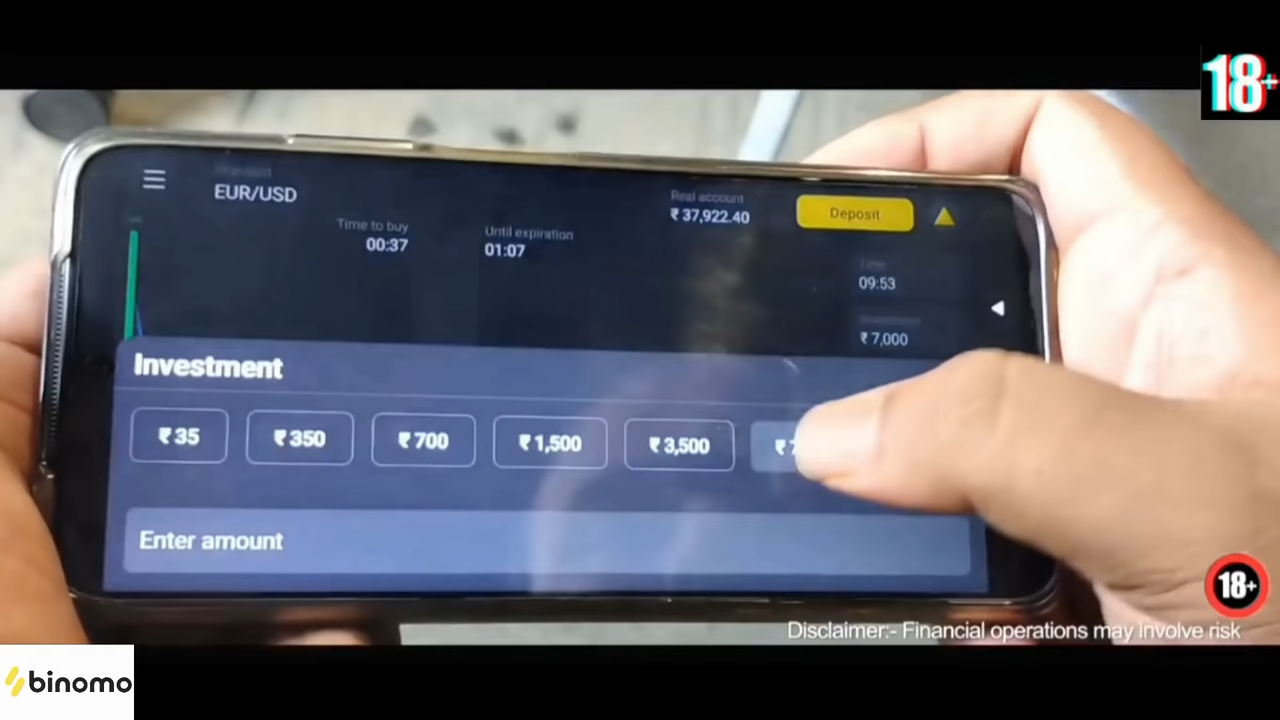 18+
EUR/USD
Real account
₹ 37,922.40
Deposit
Time to buy
00:37
Until expiration
01:07
Time
09:53
₹ 7,000
Investment
₹ 35
₹ 350
₹ 700
₹ 1,500
₹ 3,500
₹ 7
Enter amount
18+
Disclaimer:- Financial operations may involve risk
binomo